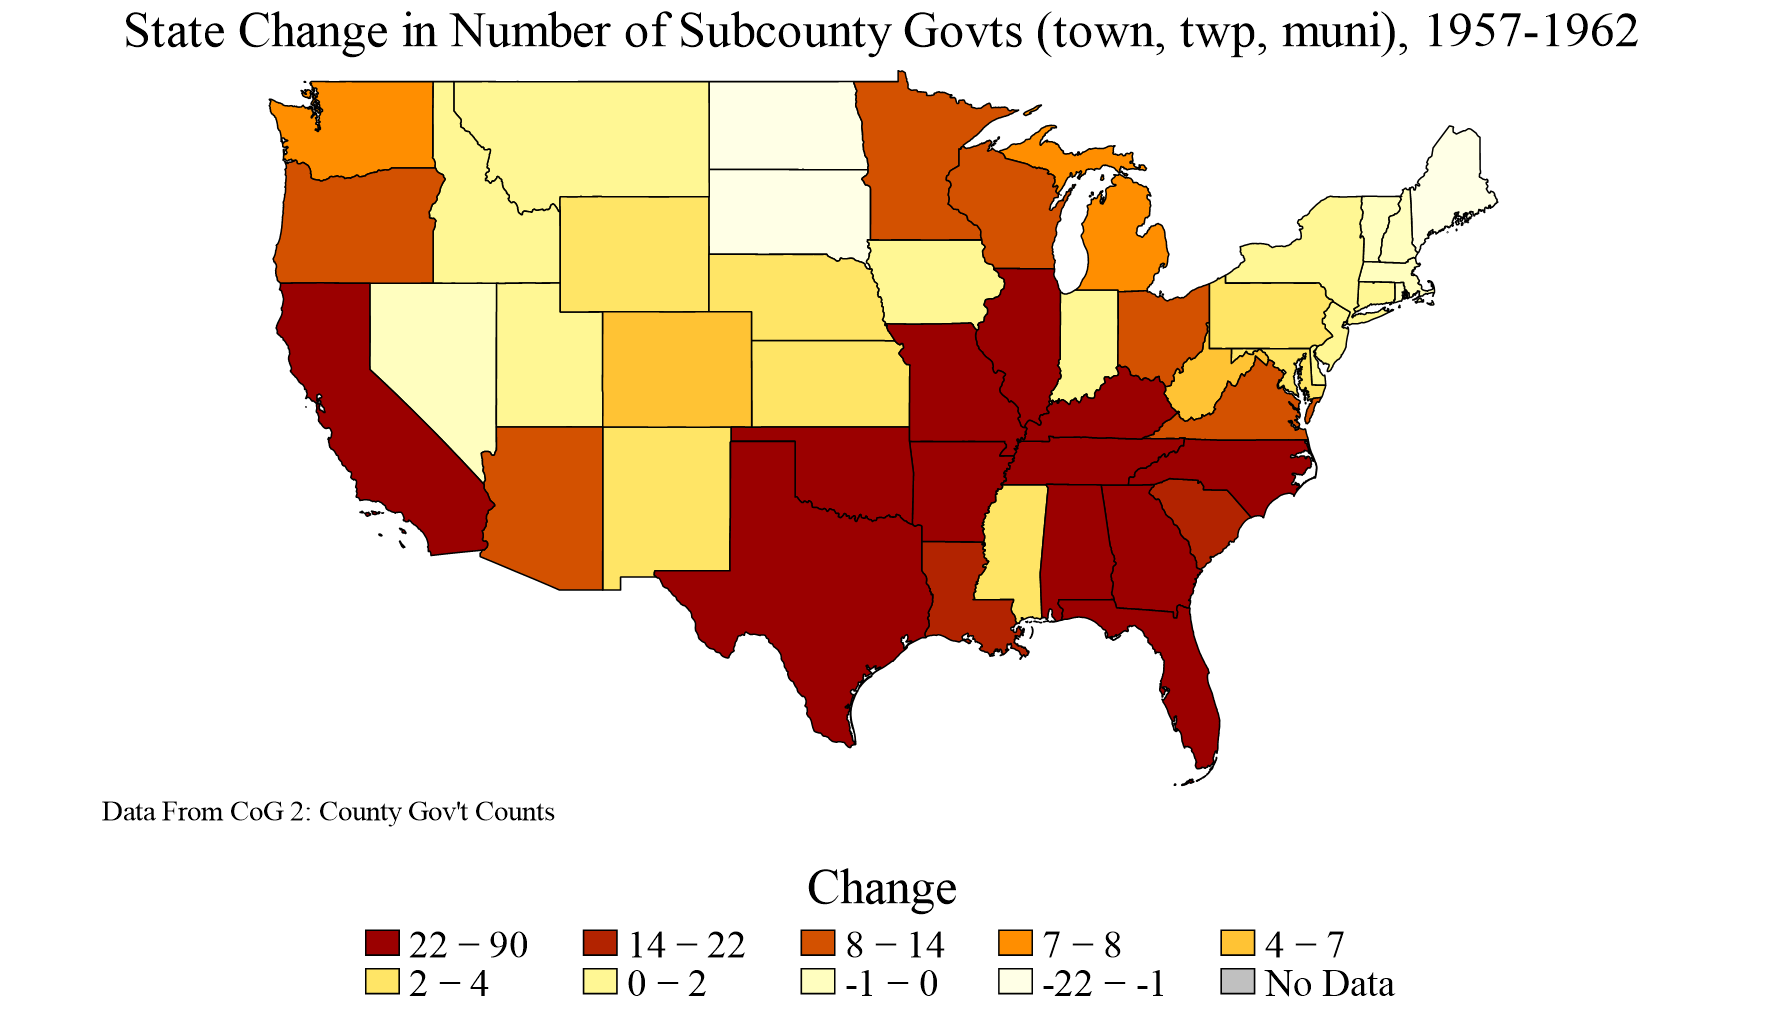 State Change in Number of Subcounty Govts (town, twp, muni), 1957-1962
Data From CoG 2: County Gov't Counts
Change
22 – 90 14 – 22 8 – 14 7 – 8 4 – 7
2 – 4 0 – 2 -1 – 0 -22 – -1 No Data